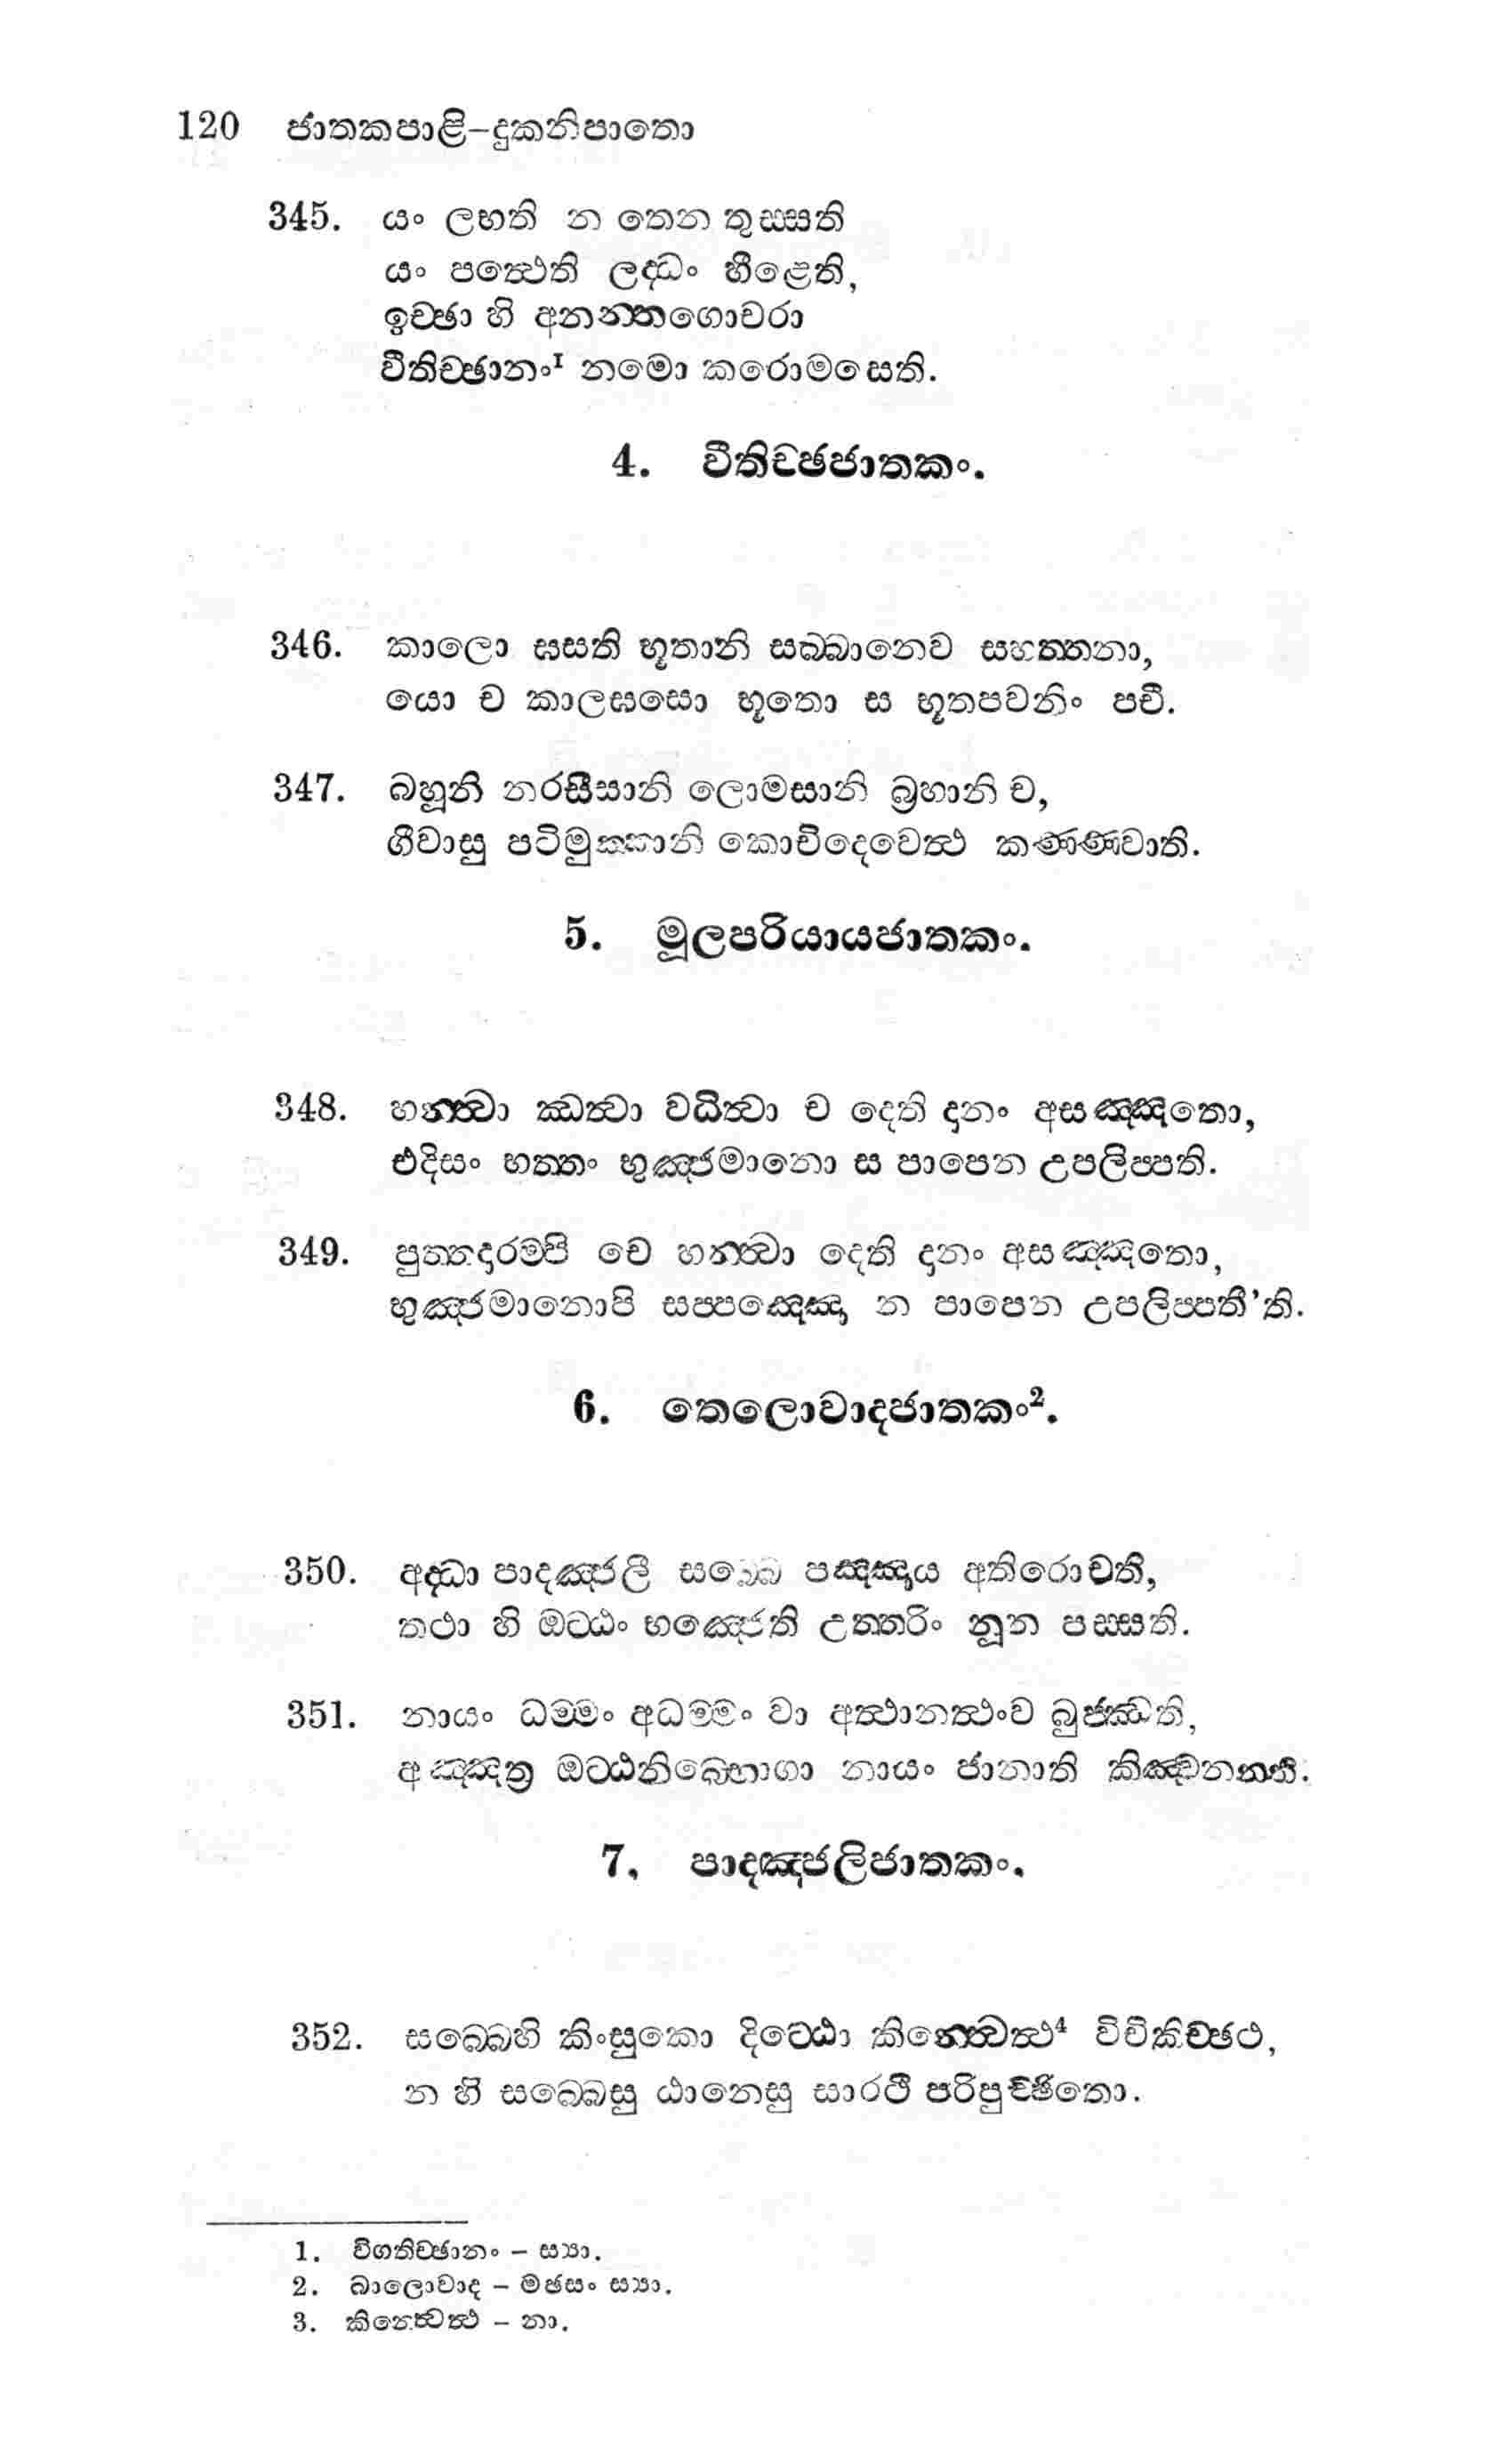 120 ජාතකපාළි–දුකනිපාතො
345. යං ලභති න තෙන තුස්සති
යං පත්ථෙති ලද්ධං හීළෙති,
ඉච්ඡා හි අනන්තගොචරා
වීතිච්ඡානං¹ නමො කරොමසෙති.
4. වීතිච්ඡජාතකං.
346. කාලො ඝසති භූතානි සබ්බානෙව සහත්තනා,
යො ච කාලඝසො භූතො ස භූතපචනිං පචී.
347. බහූනි නරසීසානි ලොමසානි බ්‍රහානි ච,
ගීවාසු පටිමුක්කානි කොචිදෙවෙත්ථ කණ්ණවාති.
5. මූලපරියායජාතකං.
348. හන්ත්වා ඣත්වා වධිත්වා ච දෙති දානං අසඤ්ඤතො,
එදිසං භත්තං භුඤ්ජමානො ස පාපෙන උපලිප්පති.
349. පුත්තදාරම්පි චෙ හන්ත්වා දෙති දානං අසඤ්ඤතො,
භුඤ්ජමානොපි සප්පඤ්ඤො න පාපෙන උපලිප්පතී’ති.
6. තෙලොවාදජාතකං².
350. අද්ධා පාදඤ්ජලී සබ්බෙ පඤ්ඤාය අතිරොචති,
තථා හි ඔට්ඨං භඤ්ජෙති උත්තරිං නූන පස්සති.
351. නායං ධම්මං අධම්මං වා අත්ථානත්ථංව බුජ්ඣති,
අඤ්ඤත්‍ර ඔට්ඨනිබ්භොගා නායං ජානාති කිඤ්චනන්ති.
7. පාදඤ්ජලිජාතකං.
352. සබ්බෙහි කිංසුකො දිට්ඨො කින්න්වෙත්ථ⁴ විචිකිච්ඡථ,
න හි සබ්බෙසු ඨානෙසු සාරථී පරිපුච්ඡිතො.
1. විගතිච්ඡානං – ස්‍යා.
2. බාලොවාද – මඡසං ස්‍යා.
3. කින්ත්වෙත්ථ – නා.